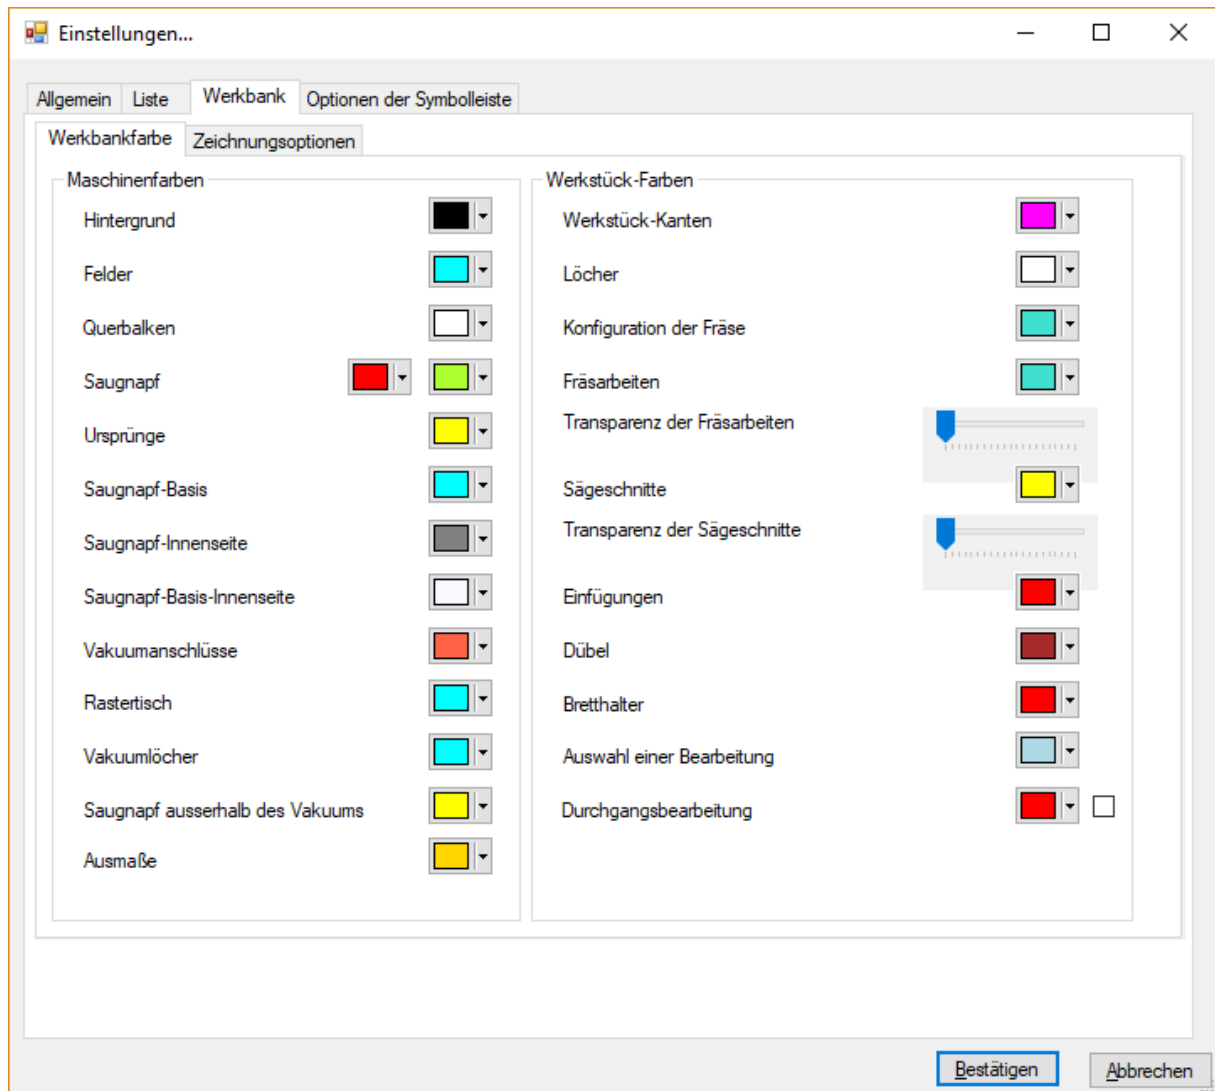 Einstellungen...
Allgemein Liste Werkbank Optionen der Symbolleiste
Werkbankfarbe Zeichnungsoptionen
Maschinenfarben
Hintergrund
Felder
Querbalken
Saugnapf
Ursprünge
Saugnapf-Basis
Saugnapf-Innenseite
Saugnapf-Basis-Innenseite
Vakuumanschlüsse
Rastertisch
Vakuumlöcher
Saugnapf ausserhalb des Vakuums
Ausmaße
Werkstück-Farben
Werkstück-Kanten
Löcher
Konfiguration der Fräse
Fräsarbeiten
Transparenz der Fräsarbeiten
Sägeschnitte
Transparenz der Sägeschnitte
Einfügungen
Dübel
Bretthalter
Auswahl einer Bearbeitung
Durchgangsbearbeitung
Bestätigen Abbrechen